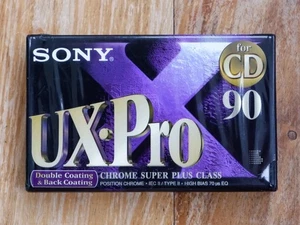 SONY
for
CD
90
UX·Pro
Double Coating
& Back Coating
CHROME SUPER PLUS CLASS
POSITION CHROME · IEC II / TYPE II · HIGH BIAS 70 μs EQ